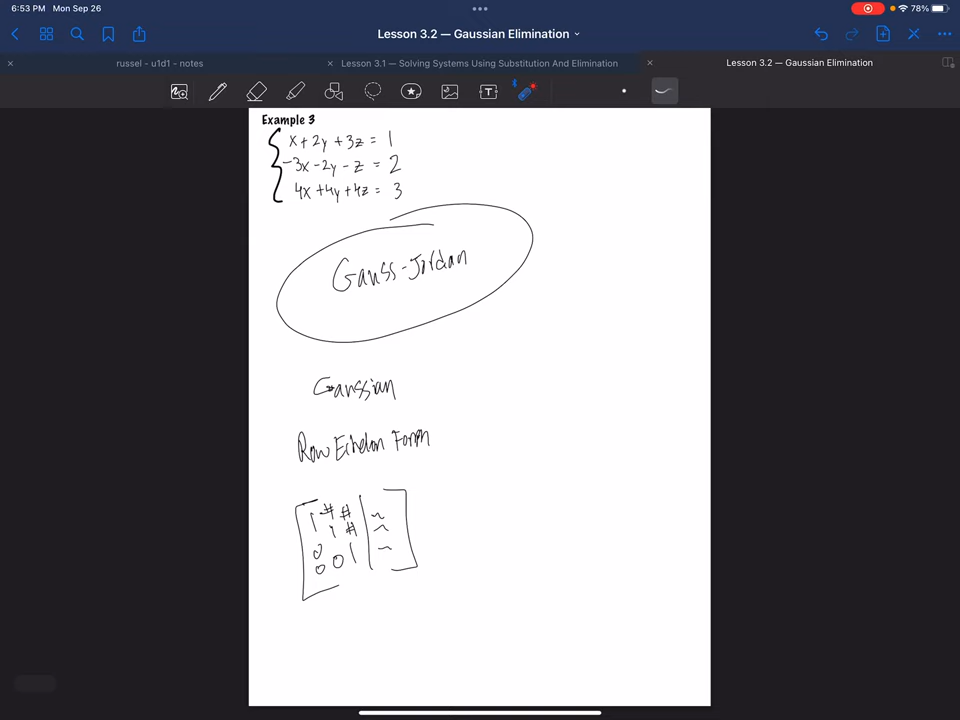 6:53 PM Mon Sep 26
78%
Lesson 3.2 — Gaussian Elimination
russel - u1d1 - notes
Lesson 3.1 — Solving Systems Using Substitution And Elimination
Lesson 3.2 — Gaussian Elimination
Example 3
x + 2y + 3z = 1
-3x - 2y - z = 2
4x + 4y + 4z = 3
Gauss-Jordan
Gaussian
Row Echelon Form
1 # # | ~
0 1 # | ~
0 0 1 | ~